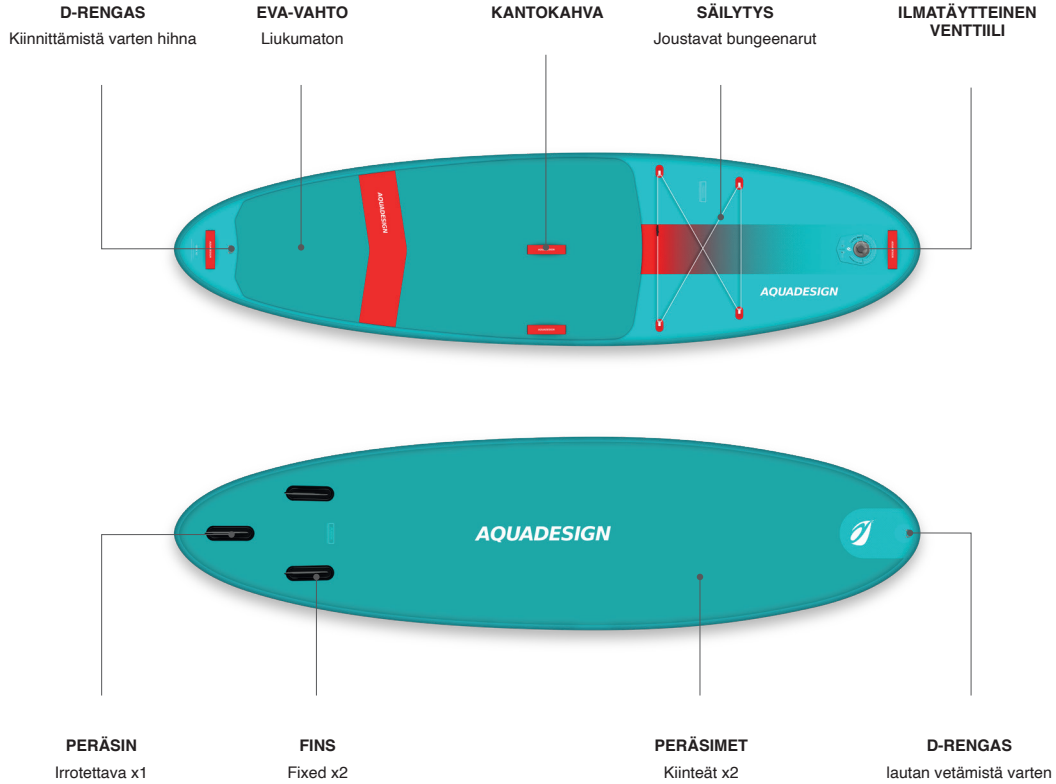 D-RENGAS
Kiinnittämistä varten hihna
EVA-VAHTO
Liukumaton
KANTOKAHVA
SÄILYTYS
Joustavat bungeenarut
ILMATÄYTTEINEN
VENTTIILI
AQUADESIGN
AQUADESIGN
AQUADESIGN
PERÄSIN
Irrotettava x1
FINS
Fixed x2
PERÄSIMET
Kiinteät x2
D-RENGAS
lautan vetämistä varten